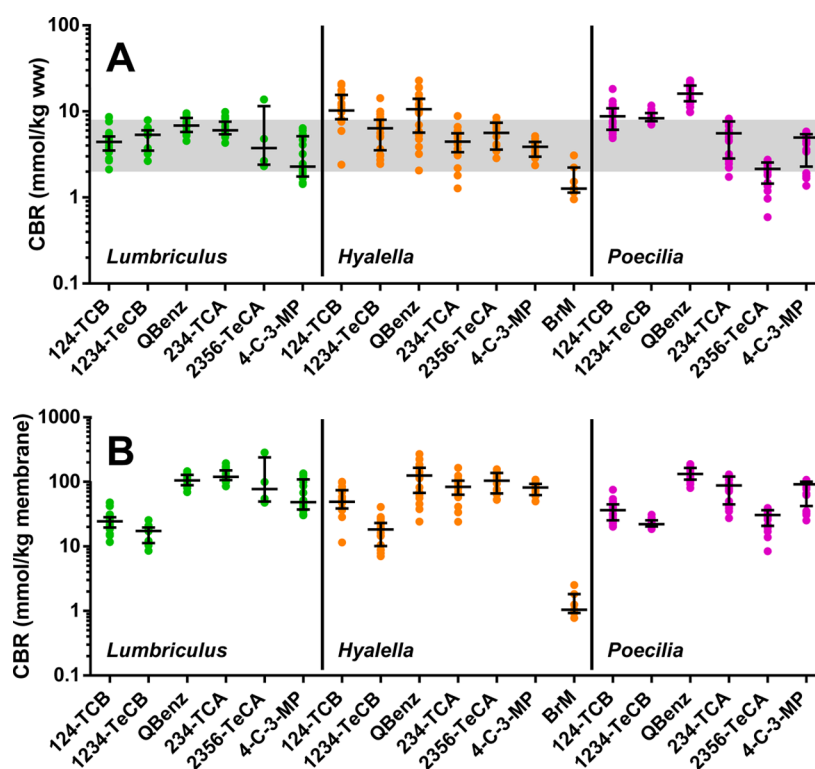 A
CBR (mmol/kg ww)
100
10
1
0.1
Lumbriculus
Hyalella
Poecilia
124-TCB
1234-TeCB
QBenz
234-TCA
2356-TeCA
4-C-3-MP
124-TCB
1234-TeCB
QBenz
234-TCA
2356-TeCA
4-C-3-MP
BrM
124-TCB
1234-TeCB
QBenz
234-TCA
2356-TeCA
4-C-3-MP
B
CBR (mmol/kg membrane)
1000
100
10
1
0.1
Lumbriculus
Hyalella
Poecilia
124-TCB
1234-TeCB
QBenz
234-TCA
2356-TeCA
4-C-3-MP
124-TCB
1234-TeCB
QBenz
234-TCA
2356-TeCA
4-C-3-MP
BrM
124-TCB
1234-TeCB
QBenz
234-TCA
2356-TeCA
4-C-3-MP